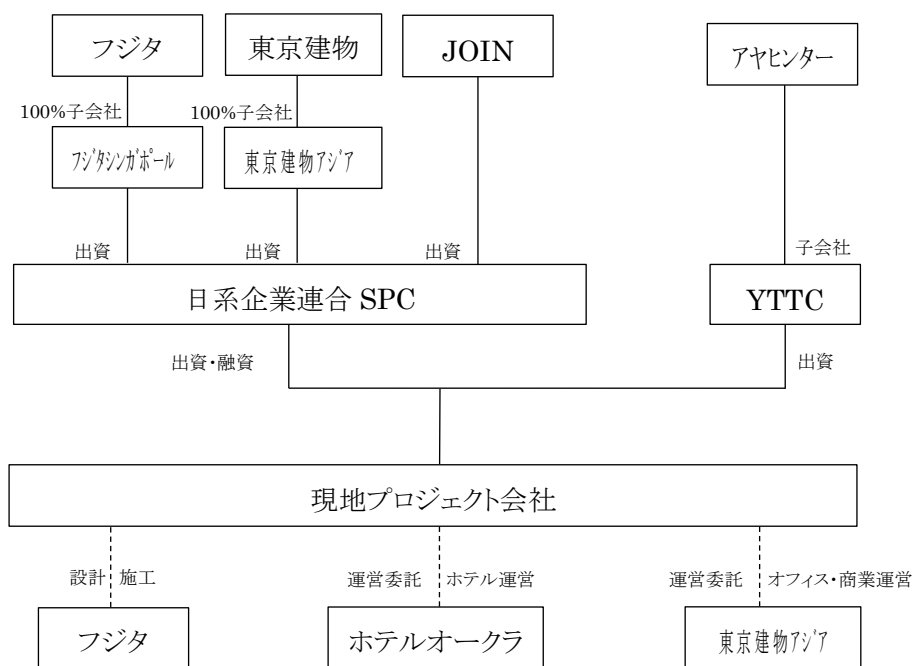 フジタ
東京建物
JOIN
アヤヒンター
100%子会社
100%子会社
ﾌｼﾞﾀｼﾝｶﾞﾎﾟｰﾙ
東京建物ｱｼﾞｱ
出資
出資
出資
子会社
日系企業連合 SPC
YTTC
出資・融資
出資
現地プロジェクト会社
設計 施工
運営委託 ホテル運営
運営委託 オフィス・商業運営
フジタ
ホテルオークラ
東京建物ｱｼﾞｱ